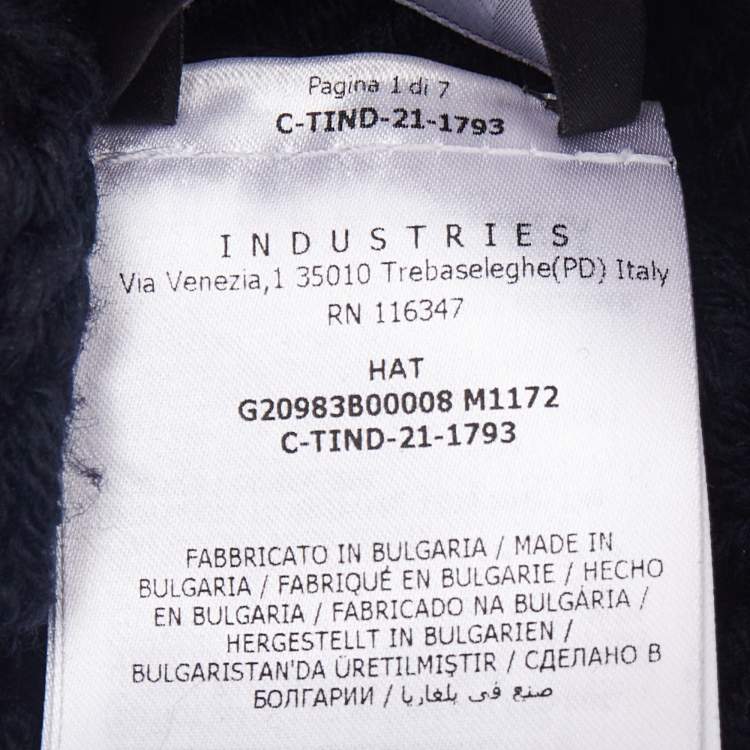 Pagina 1 di 7
C-TIND-21-1793
INDUSTRIES
Via Venezia,1 35010 Trebaseleghe(PD) Italy
RN 116347
HAT
G20983B00008 M1172
C-TIND-21-1793
FABBRICATO IN BULGARIA / MADE IN
BULGARIA / FABRIQUÉ EN BULGARIE / HECHO
EN BULGARIA / FABRICADO NA BULGÁRIA /
HERGESTELLT IN BULGARIEN /
BULGARISTAN'DA ÜRETILMIŞTIR / СДЕЛАНО В
БОЛГАРИИ / صنع في بلغاريا